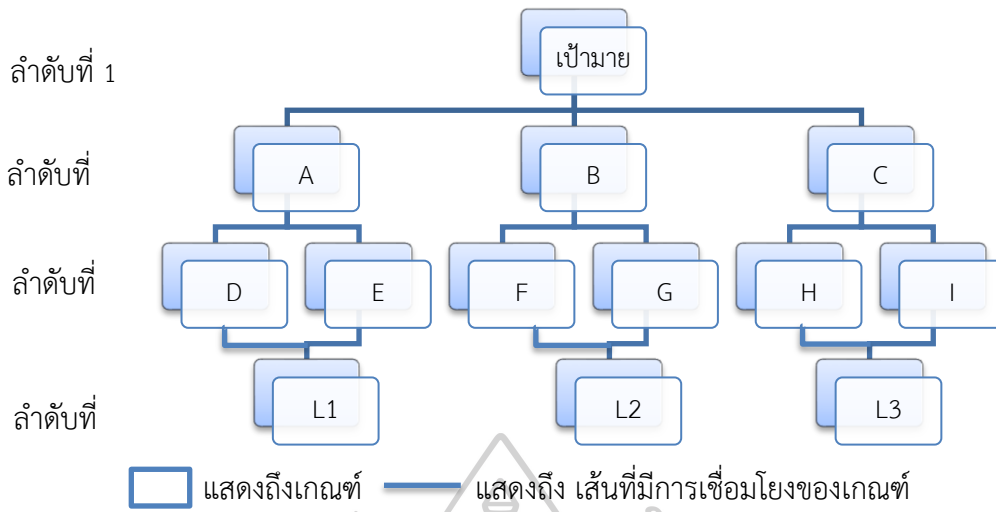 เป้ามาย
ลำดับที่ 1
A B C
ลำดับที่
D E F G H I
ลำดับที่
L1 L2 L3
ลำดับที่
แสดงถึงเกณฑ์ แสดงถึง เส้นที่มีการเชื่อมโยงของเกณฑ์